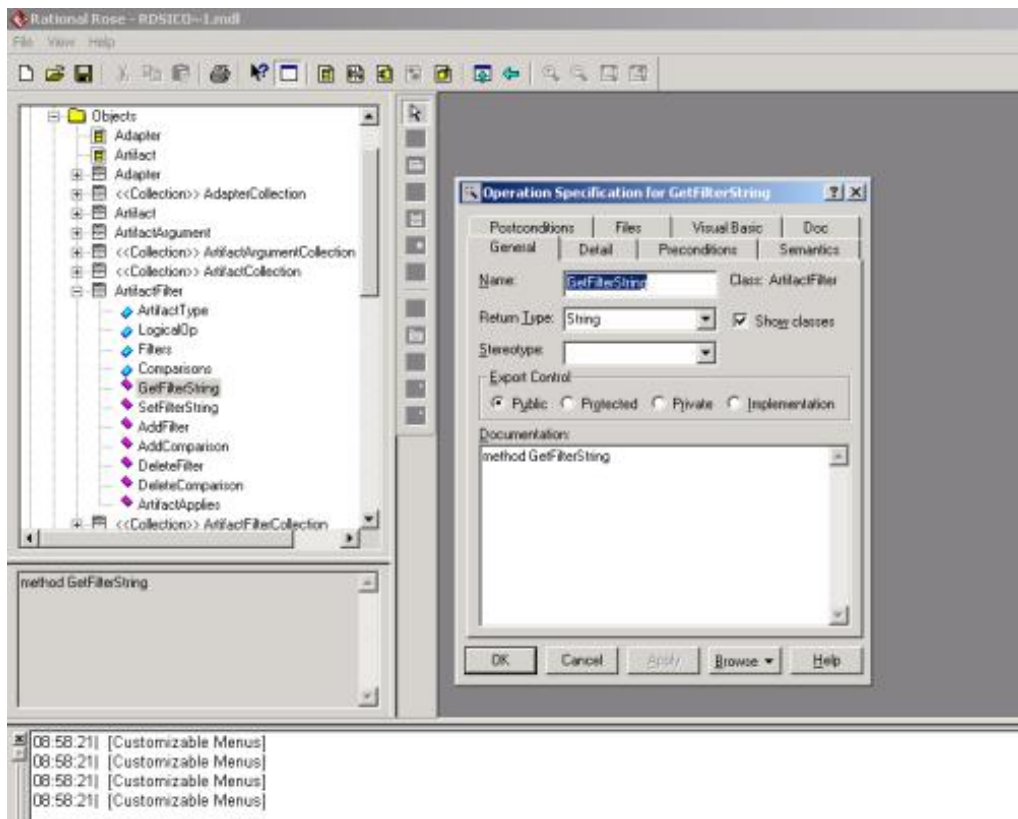 Rational Rose - RDSICO~1.mdl
File View Help
Objects
Adapter
Artifact
Adapter
<<Collection>> AdapterCollection
Artifact
ArtifactArgument
<<Collection>> ArtifactArgumentCollection
<<Collection>> ArtifactCollection
ArtifactFilter
ArtifactType
LogicalOp
Filters
Comparisons
GetFilterString
SetFilterString
AddFilter
AddComparison
DeleteFilter
DeleteComparison
ArtifactApplies
<<Collection>> ArtifactFilterCollection
method GetFilterString
Operation Specification for GetFilterString
Postconditions Files Visual Basic Doc
General Detail Preconditions Semantics
Name: GetFilterString Class: ArtifactFilter
Return Type: String Show classes
Stereotype:
Export Control
Public Protected Private Implementation
Documentation:
method GetFilterString
OK Cancel Apply Browse Help
08:58:21| [Customizable Menus]
08:58:21| [Customizable Menus]
08:58:21| [Customizable Menus]
08:58:21| [Customizable Menus]